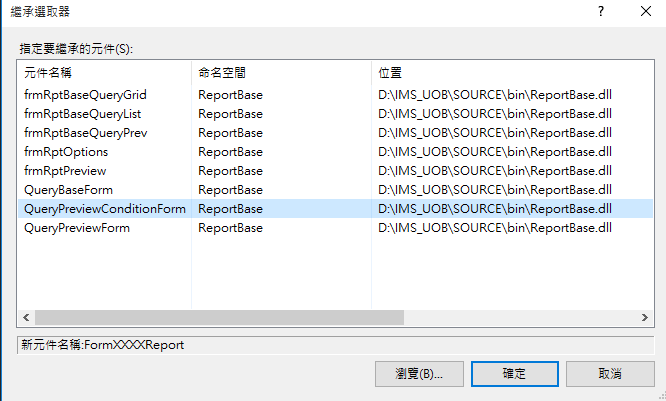 繼承選取器
指定要繼承的元件(S):
元件名稱 命名空間 位置
frmRptBaseQueryGrid ReportBase D:\IMS_UOB\SOURCE\bin\ReportBase.dll
frmRptBaseQueryList ReportBase D:\IMS_UOB\SOURCE\bin\ReportBase.dll
frmRptBaseQueryPrev ReportBase D:\IMS_UOB\SOURCE\bin\ReportBase.dll
frmRptOptions ReportBase D:\IMS_UOB\SOURCE\bin\ReportBase.dll
frmRptPreview ReportBase D:\IMS_UOB\SOURCE\bin\ReportBase.dll
QueryBaseForm ReportBase D:\IMS_UOB\SOURCE\bin\ReportBase.dll
QueryPreviewConditionForm ReportBase D:\IMS_UOB\SOURCE\bin\ReportBase.dll
QueryPreviewForm ReportBase D:\IMS_UOB\SOURCE\bin\ReportBase.dll
新元件名稱:FormXXXXReport
瀏覽(B)... 確定 取消